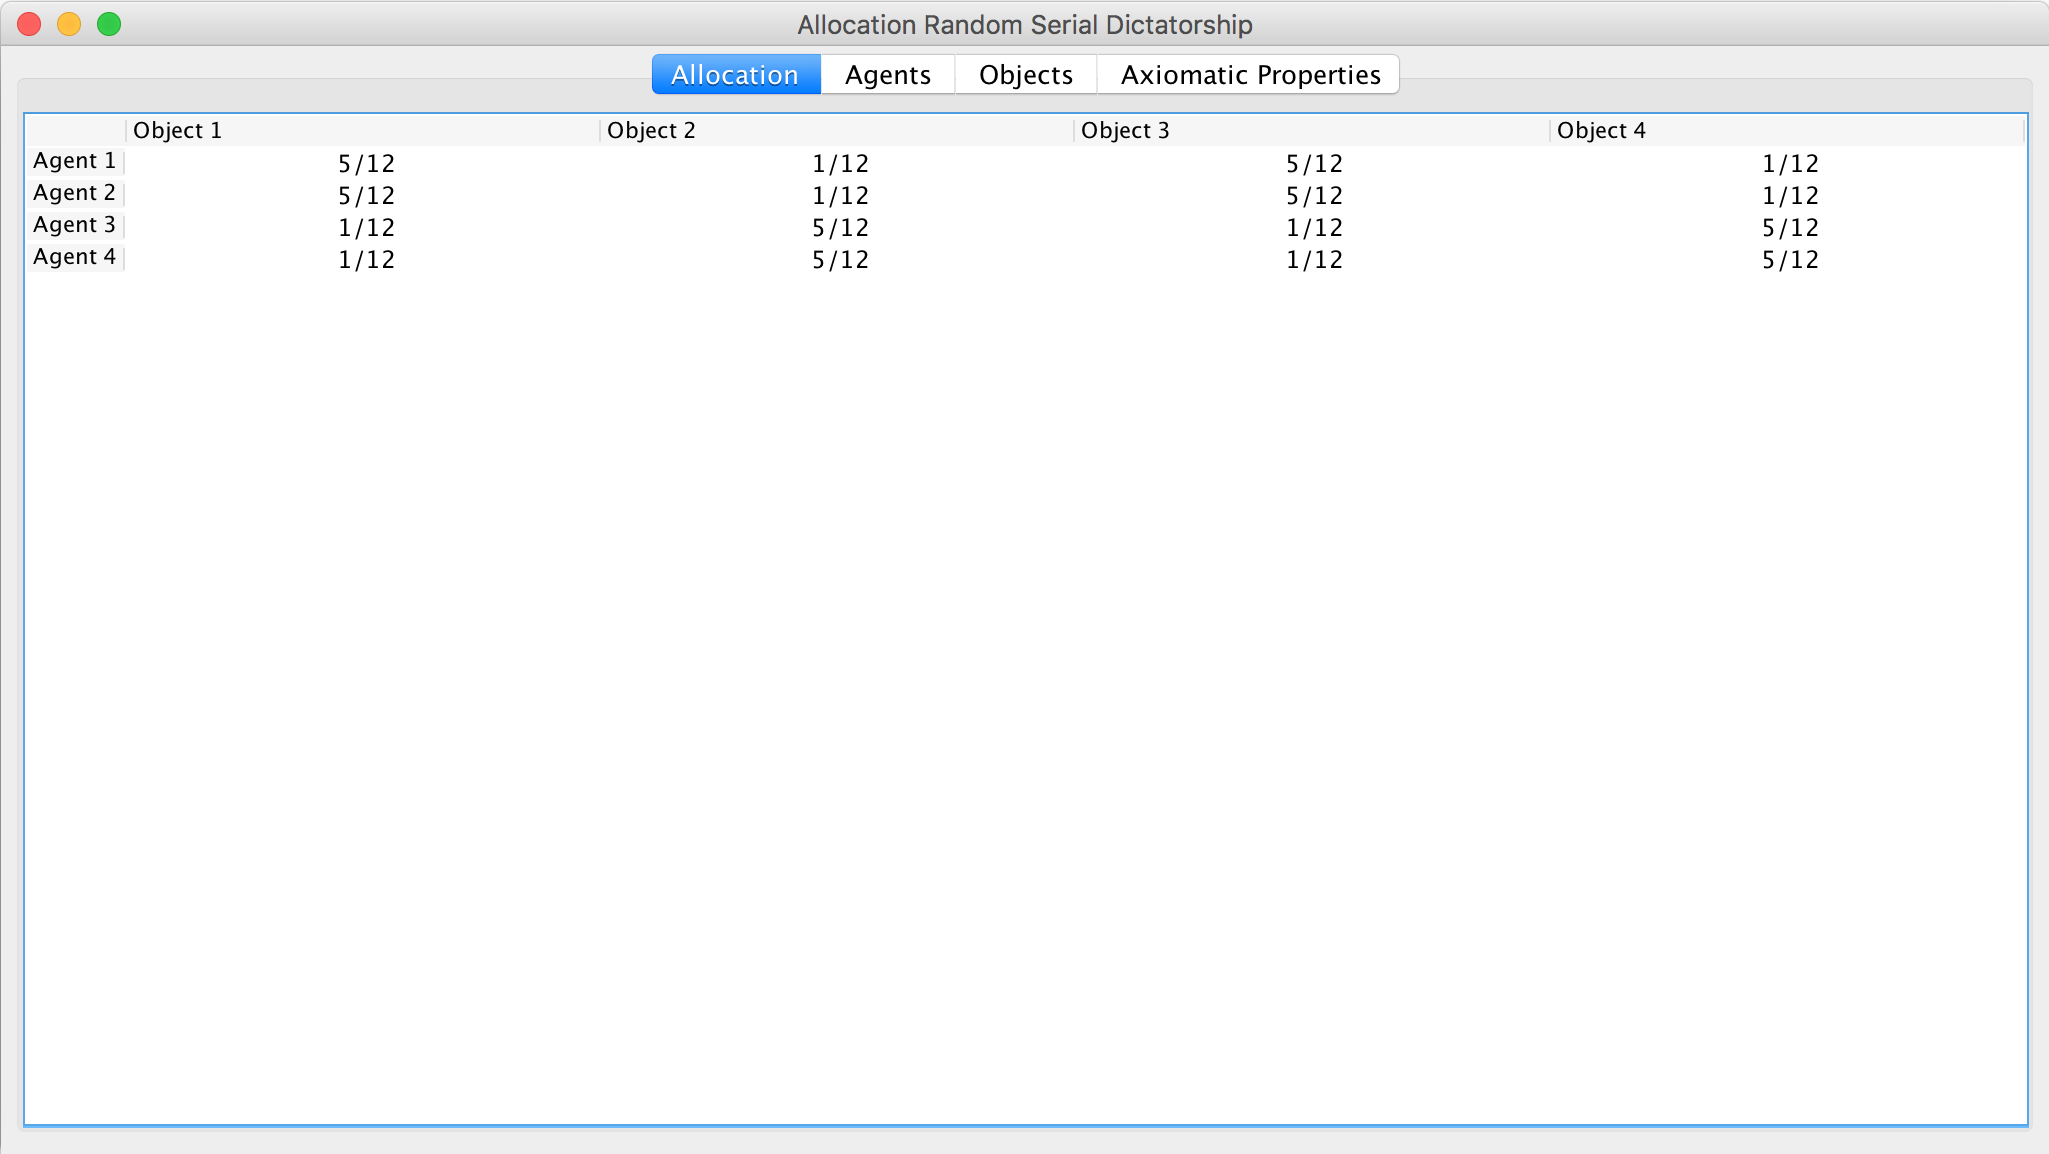 Allocation Random Serial Dictatorship
Allocation Agents Objects Axiomatic Properties
Object 1 Object 2 Object 3 Object 4
Agent 1 5/12 1/12 5/12 1/12
Agent 2 5/12 1/12 5/12 1/12
Agent 3 1/12 5/12 1/12 5/12
Agent 4 1/12 5/12 1/12 5/12